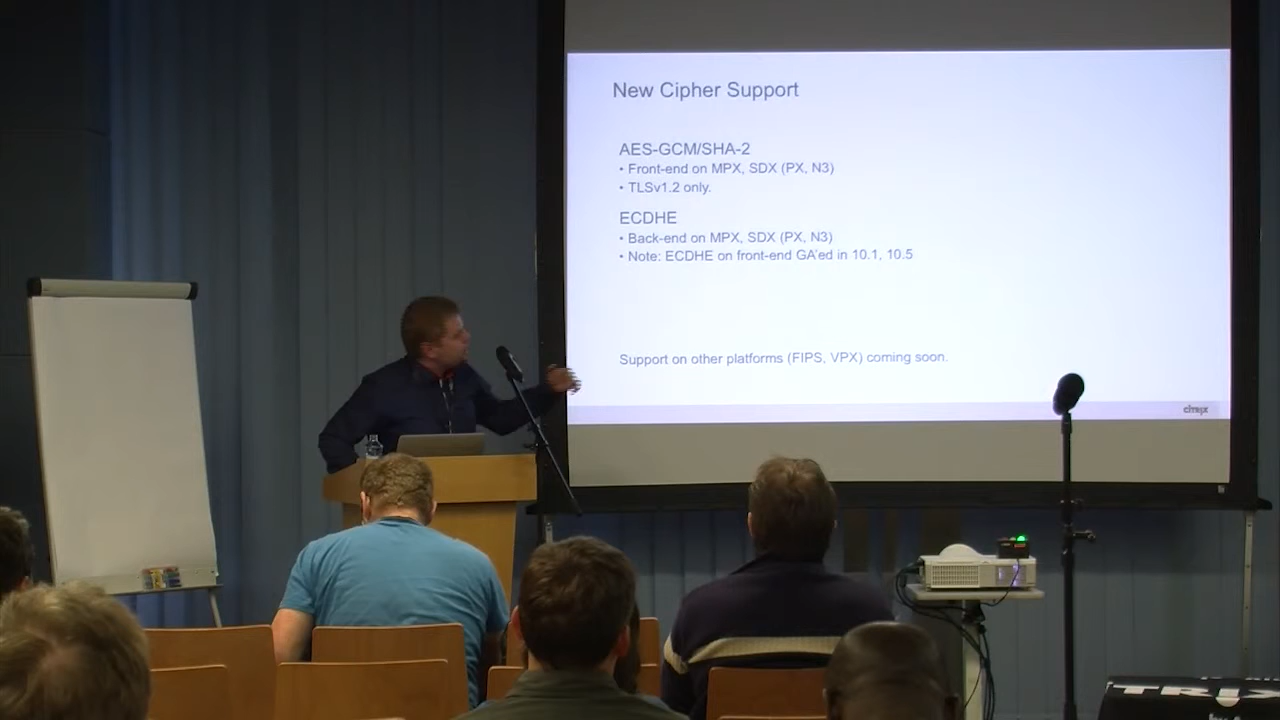 New Cipher Support
AES-GCM/SHA-2
• Front-end on MPX, SDX (PX, N3)
• TLSv1.2 only.
ECDHE
• Back-end on MPX, SDX (PX, N3)
• Note: ECDHE on front-end GA'ed in 10.1, 10.5
Support on other platforms (FIPS, VPX) coming soon.
citrix